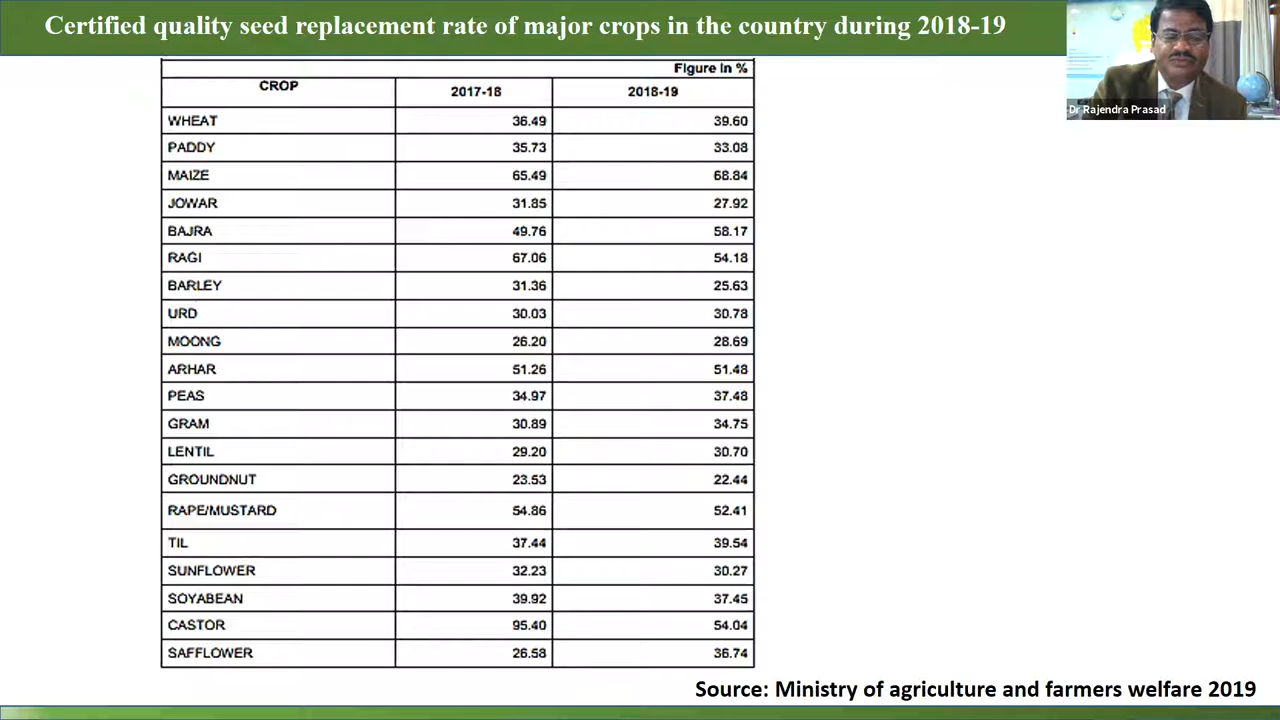 Certified quality seed replacement rate of major crops in the country during 2018-19
Dr Rajendra Prasad
Figure in %
CROP 2017-18 2018-19
WHEAT 36.49 39.60
PADDY 35.73 33.08
MAIZE 65.49 68.84
JOWAR 31.85 27.92
BAJRA 49.76 58.17
RAGI 67.06 54.18
BARLEY 31.36 25.63
URD 30.03 30.78
MOONG 26.20 28.69
ARHAR 51.26 51.48
PEAS 34.97 37.48
GRAM 30.89 34.75
LENTIL 29.20 30.70
GROUNDNUT 23.53 22.44
RAPE/MUSTARD 54.86 52.41
TIL 37.44 39.54
SUNFLOWER 32.23 30.27
SOYABEAN 39.92 37.45
CASTOR 95.40 54.04
SAFFLOWER 26.58 36.74
Source: Ministry of agriculture and farmers welfare 2019